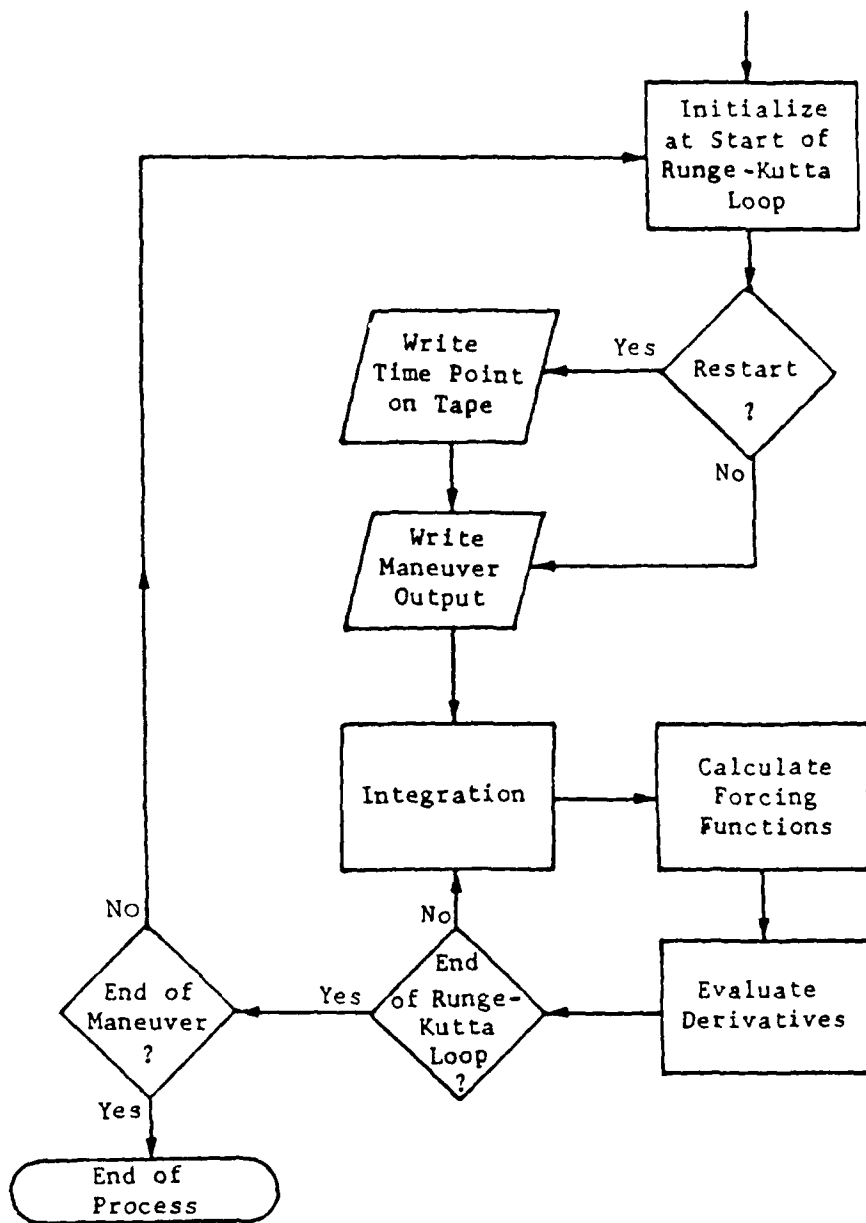 Initialize
at Start of
Runge-Kutta
Loop
Restart
?
Yes
No
Write
Time Point
on Tape
Write
Maneuver
Output
Integration
Calculate
Forcing
Functions
Evaluate
Derivatives
End
of Runge-
Kutta
Loop
?
No
Yes
End of
Maneuver
?
No
Yes
End of
Process